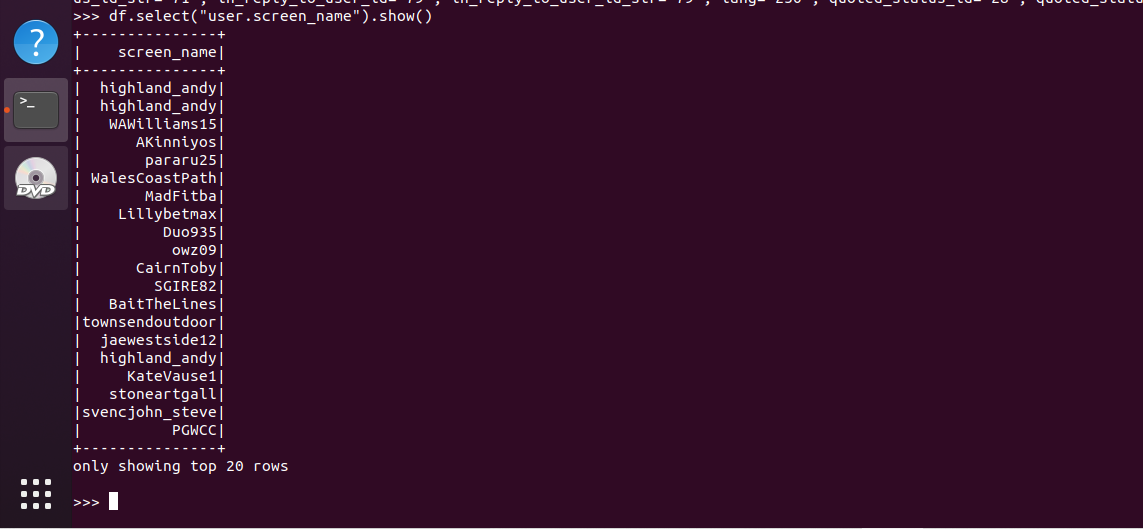 >>> df.select("user.screen_name").show()
+---------------+
|    screen_name|
+---------------+
|  highland_andy|
|  highland_andy|
|   WAWilliams15|
|      AKinniyos|
|       pararu25|
| WalesCoastPath|
|       MadFitba|
|    Lillybetmax|
|         Duo935|
|          owz09|
|      CairnToby|
|        SGIRE82|
|   BaitTheLines|
|townsendoutdoor|
|  jaewestside12|
|  highland_andy|
|     KateVause1|
|   stoneartgall|
|svencjohn_steve|
|          PGWCC|
+---------------+
only showing top 20 rows
>>>
?
>_
DVD